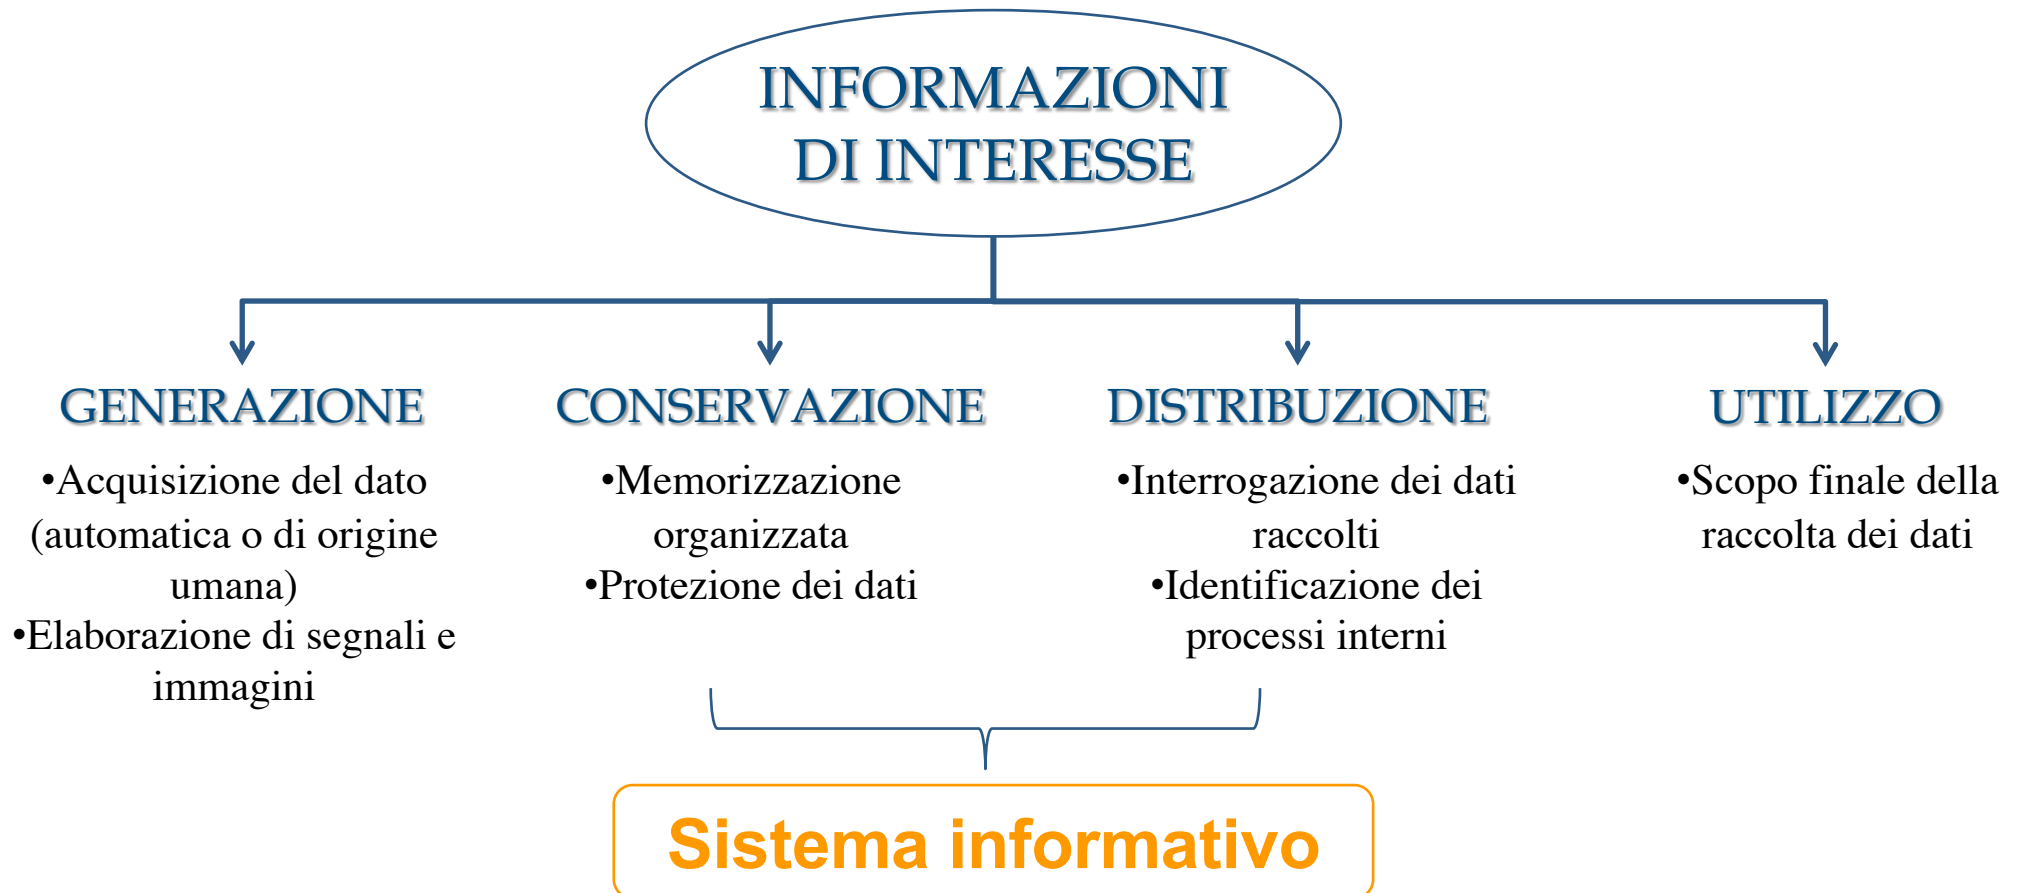 INFORMAZIONI
DI INTERESSE
GENERAZIONE
•Acquisizione del dato
(automatica o di origine
umana)
•Elaborazione di segnali e
immagini
CONSERVAZIONE
•Memorizzazione
organizzata
•Protezione dei dati
DISTRIBUZIONE
•Interrogazione dei dati
raccolti
•Identificazione dei
processi interni
UTILIZZO
•Scopo finale della
raccolta dei dati
Sistema informativo